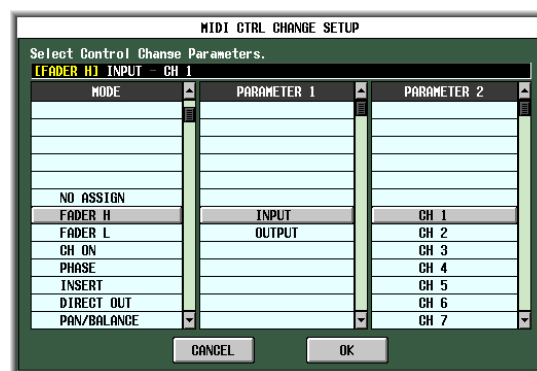 MIDI CTRL CHANGE SETUP
Select Control Change Parameters.
[FADER H] INPUT - CH 1
MODE PARAMETER 1 PARAMETER 2
NO ASSIGN
FADER H INPUT CH 1
FADER L OUTPUT CH 2
CH ON CH 3
PHASE CH 4
INSERT CH 5
DIRECT OUT CH 6
PAN/BALANCE CH 7
CANCEL OK